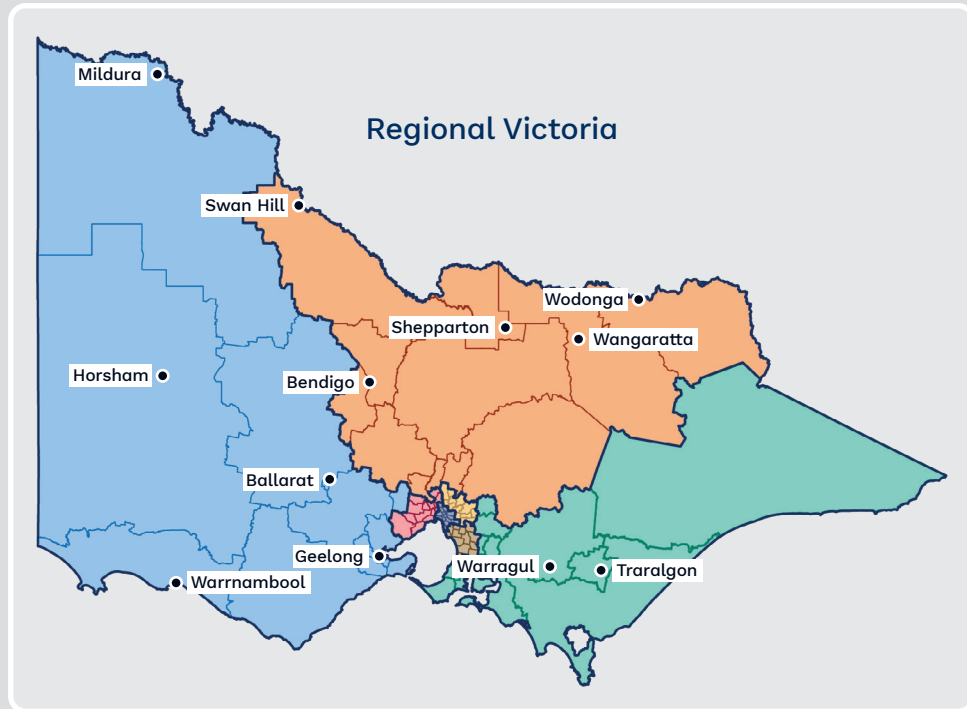 Mildura
Regional Victoria
Swan Hill
Wodonga
Shepparton
Wangaratta
Horsham
Bendigo
Ballarat
Geelong
Warragul
Traralgon
Warrnambool